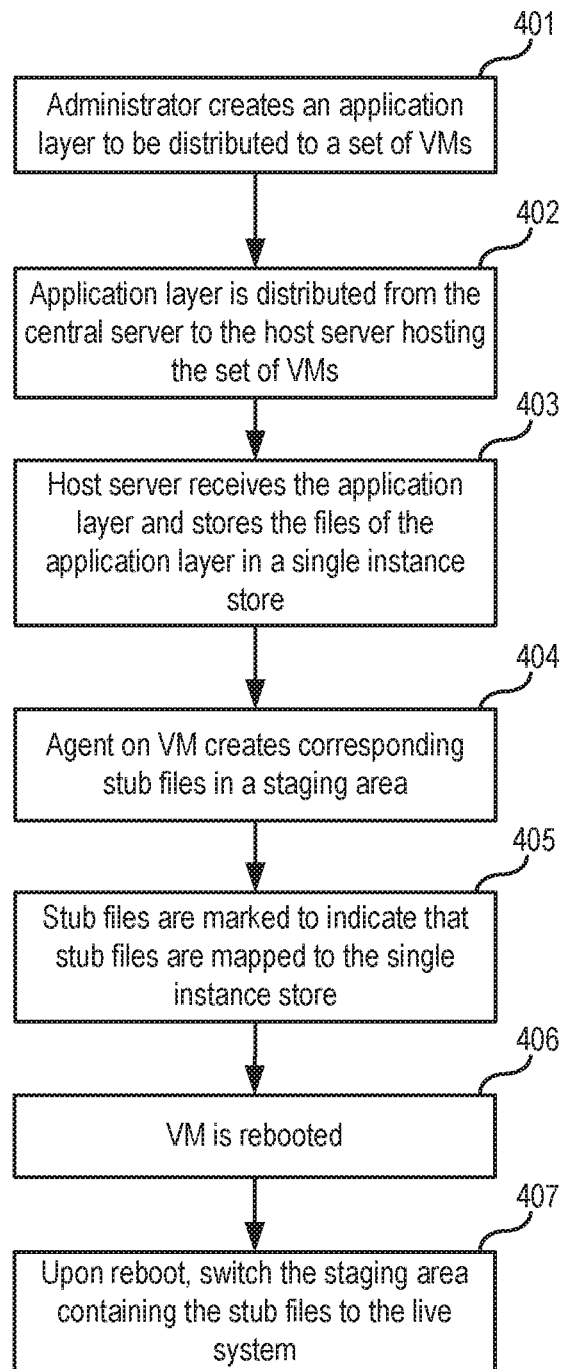 401
Administrator creates an application
layer to be distributed to a set of VMs
402
Application layer is distributed from the
central server to the host server hosting
the set of VMs
403
Host server receives the application
layer and stores the files of the
application layer in a single instance
store
404
Agent on VM creates corresponding
stub files in a staging area
405
Stub files are marked to indicate that
stub files are mapped to the single
instance store
406
VM is rebooted
407
Upon reboot, switch the staging area
containing the stub files to the live
system